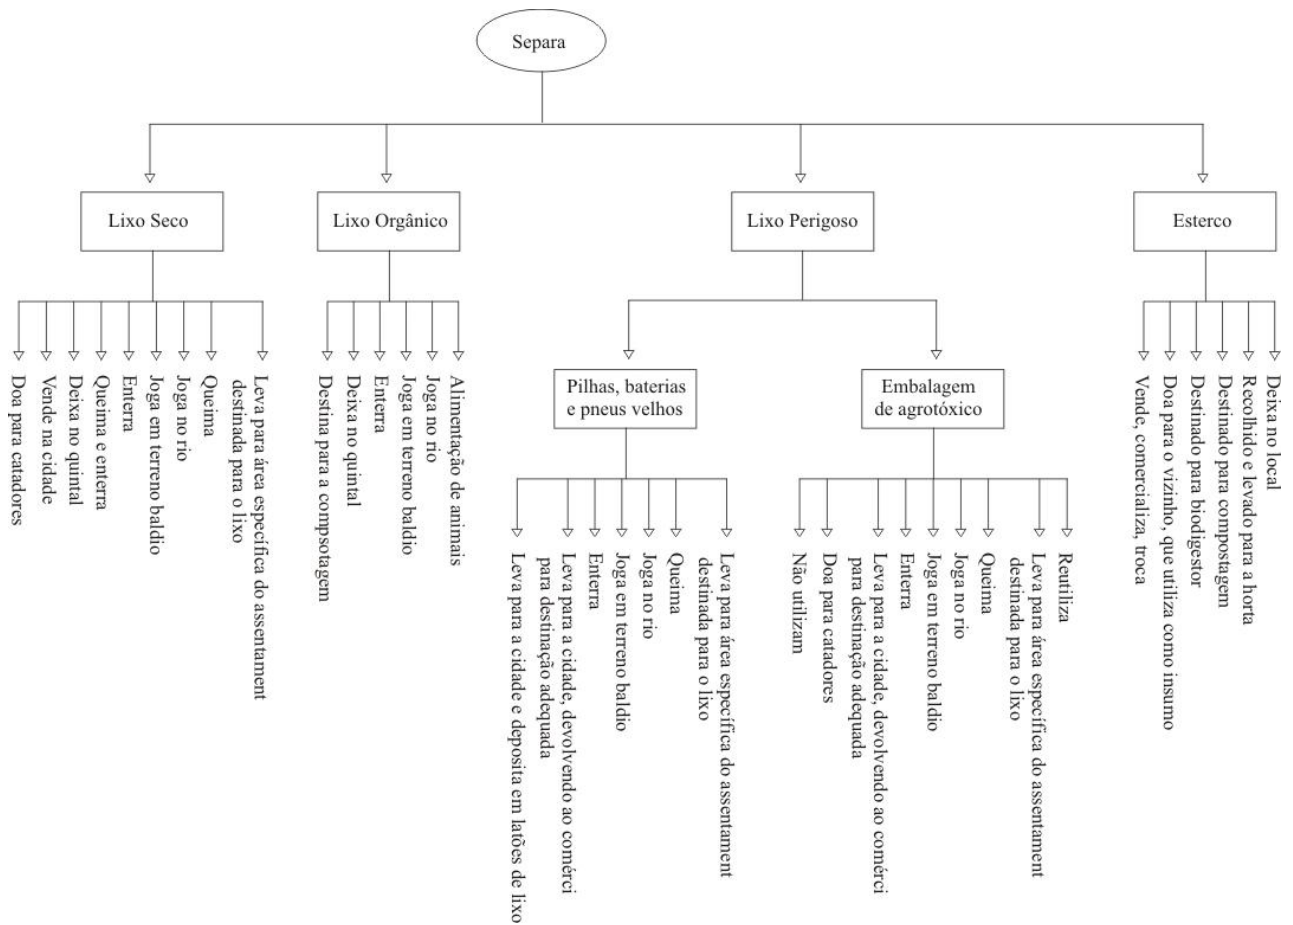 Separa
Lixo Seco
Lixo Orgânico
Lixo Perigoso
Esterco
Doa para catadores
Vende na cidade
Deixa no quintal
Queima e enterra
Enterra
Joga em terreno baldio
Joga no rio
Queima
Leva para área específica do assentament
destinada para o lixo
Destina para a compsotagem
Deixa no quintal
Enterra
Joga em terreno baldio
Joga no rio
Alimentação de animais
Pilhas, baterias
e pneus velhos
Leva para a cidade e deposita em latões de lixo
Leva para a cidade, devolvendo ao comérci
para destinação adequada
Enterra
Joga em terreno baldio
Joga no rio
Queima
Leva para área específica do assentament
destinada para o lixo
Embalagem
de agrotóxico
Não utilizam
Doa para catadores
Leva para a cidade, devolvendo ao comérci
para destinação adequada
Enterra
Joga em terreno baldio
Joga no rio
Queima
Leva para área específica do assentament
destinada para o lixo
Reutiliza
Vende, comercializa, troca
Doa para o vizinho, que utiliza como insumo
Destinado para biodigestor
Destinado para compostagem
Recolhido e levado para a horta
Deixa no local